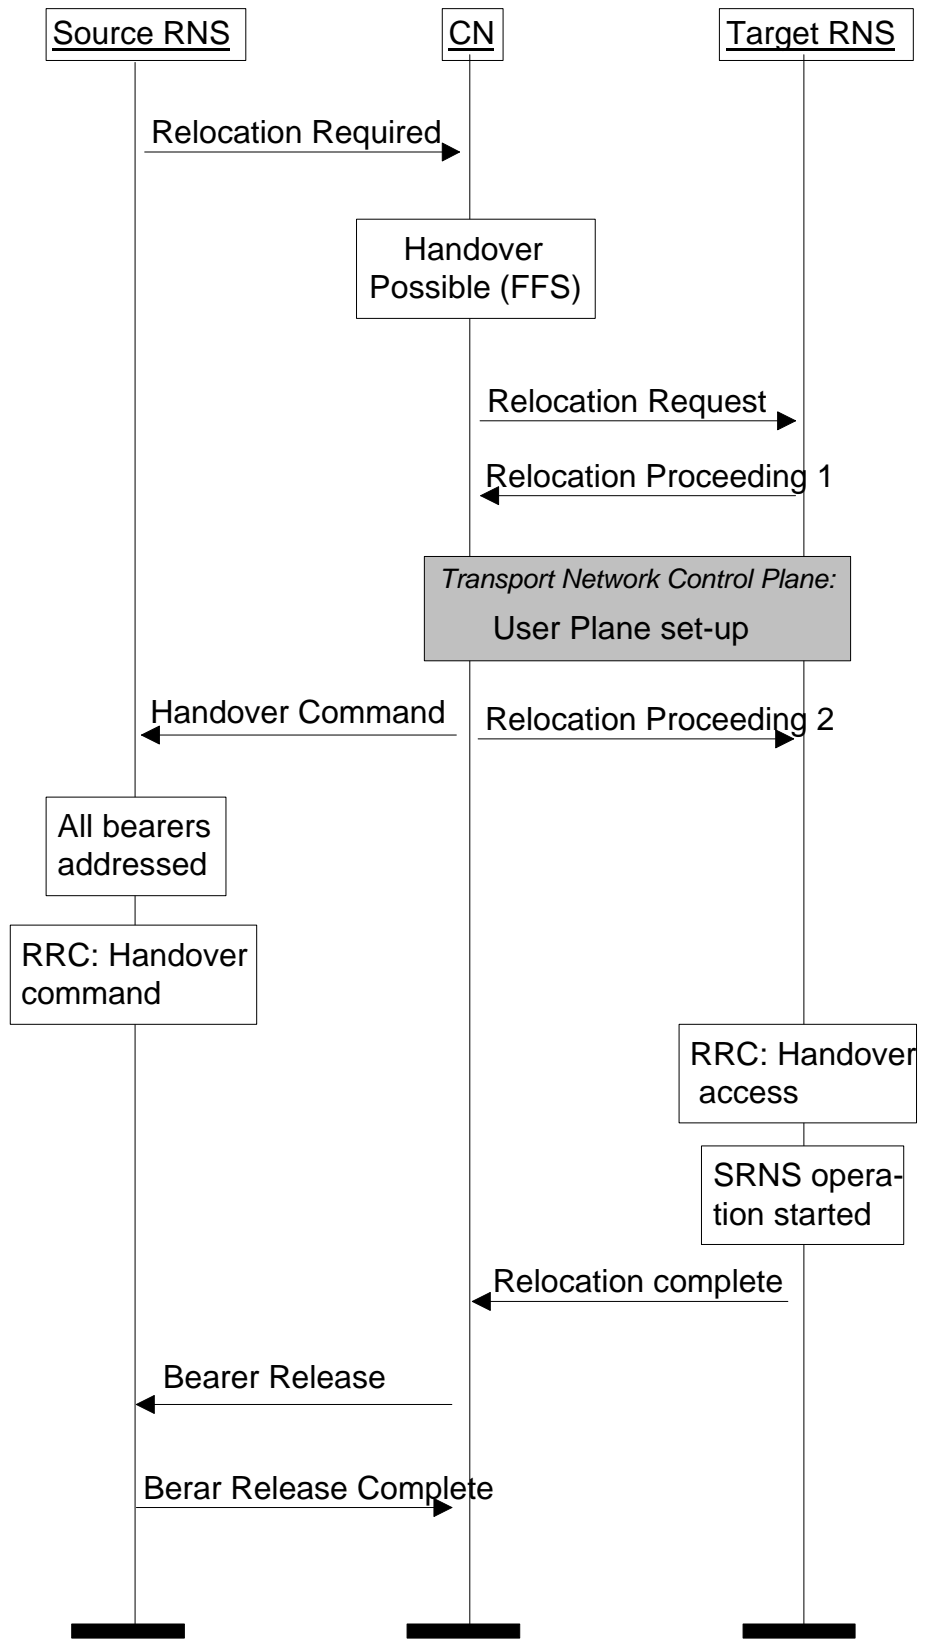 Source RNS
CN
Target RNS
Relocation Required
Handover
Possible (FFS)
Relocation Request
Relocation Proceeding 1
Transport Network Control Plane:
User Plane set-up
Handover Command
Relocation Proceeding 2
All bearers
addressed
RRC: Handover
command
RRC: Handover
access
SRNS opera-
tion started
Relocation complete
Bearer Release
Berar Release Complete